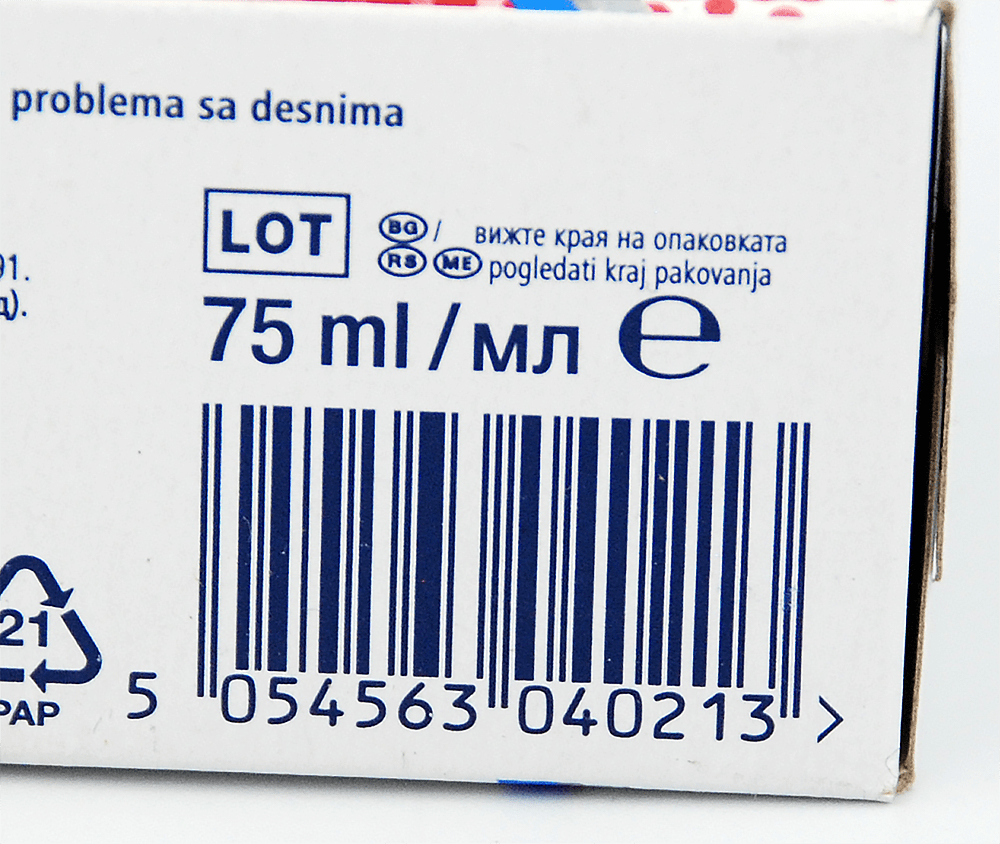 problema sa desnima
LOT
BG / вижте края на опаковката
RS ME pogledati kraj pakovanja
91.
д).
75 ml / мл e
21
PAP
5 054563 040213 >